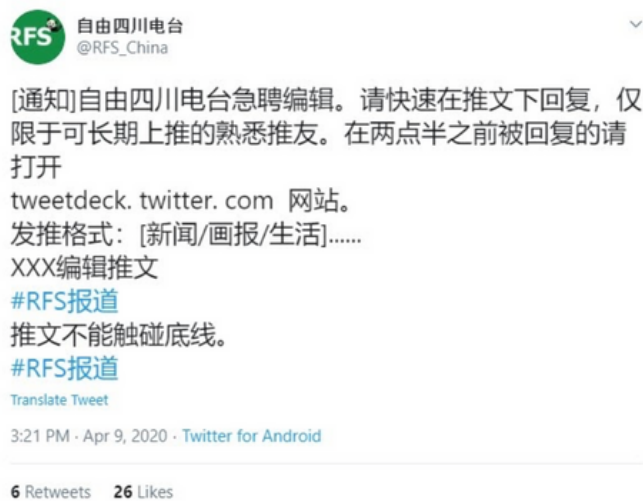 RFS
自由四川电台
@RFS_China
[通知]自由四川电台急聘编辑。请快速在推文下回复，仅
限于可长期上推的熟悉推友。在两点半之前被回复的请
打开
tweetdeck. twitter. com 网站。
发推格式：[新闻/画报/生活]......
XXX编辑推文
#RFS报道
推文不能触碰底线。
#RFS报道
Translate Tweet
3:21 PM · Apr 9, 2020 · Twitter for Android
6 Retweets 26 Likes